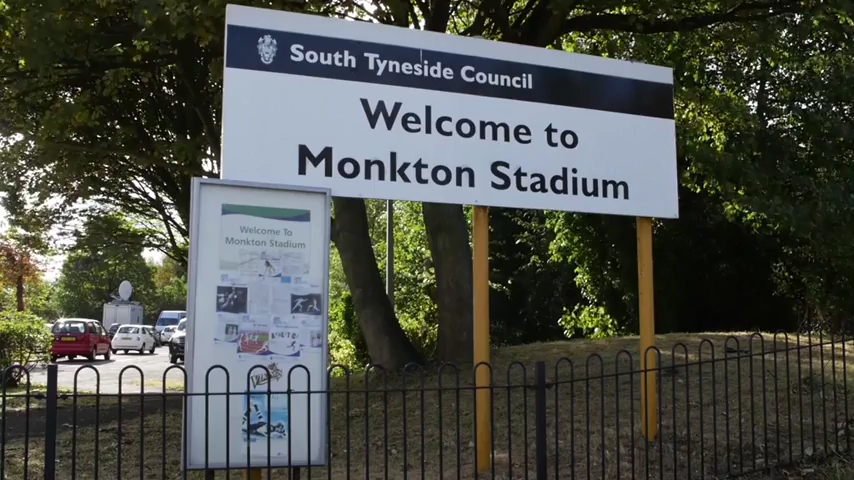 South Tyneside Council
Welcome to
Monkton Stadium
Welcome To
Monkton Stadium